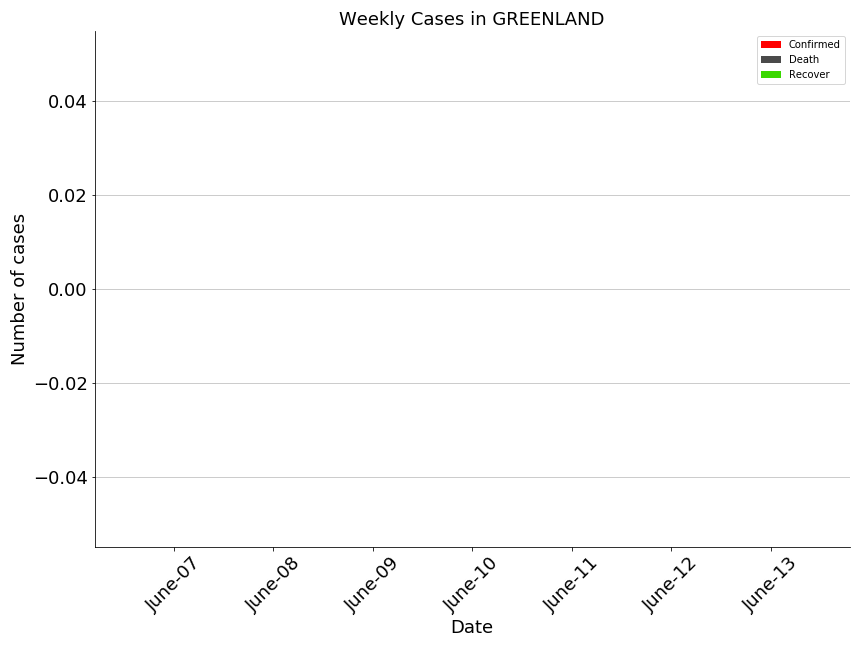 Weekly Cases in GREENLAND
Confirmed
Death
Recover
Number of cases
0.04
0.02
0.00
−0.02
−0.04
June-07
June-08
June-09
June-10
June-11
June-12
June-13
Date